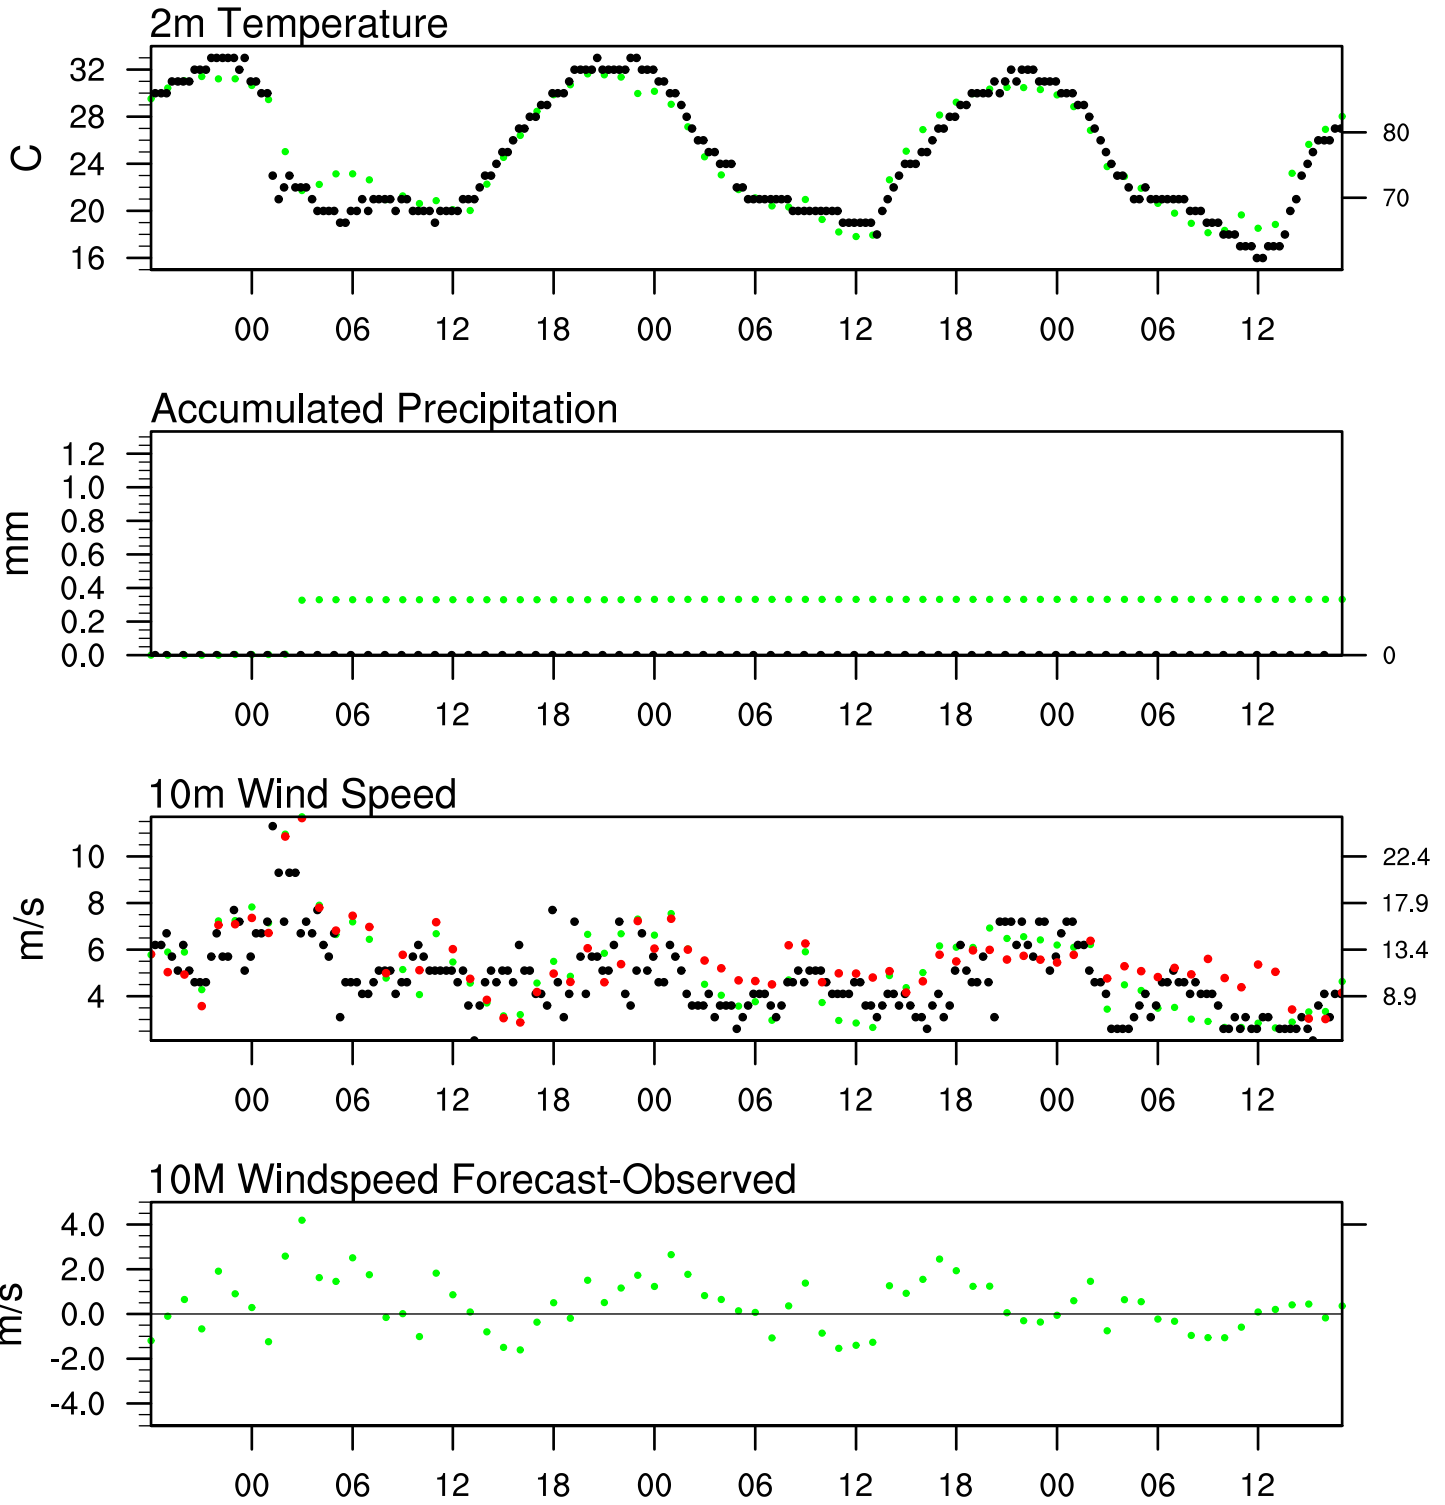 2m Temperature
C
32
28
24
20
16
80
70
00 06 12 18 00 06 12 18 00 06 12
Accumulated Precipitation
mm
1.2
1.0
0.8
0.6
0.4
0.2
0.0
0
00 06 12 18 00 06 12 18 00 06 12
10m Wind Speed
m/s
10
8
6
4
22.4
17.9
13.4
8.9
00 06 12 18 00 06 12 18 00 06 12
10M Windspeed Forecast-Observed
m/s
4.0
2.0
0.0
-2.0
-4.0
00 06 12 18 00 06 12 18 00 06 12